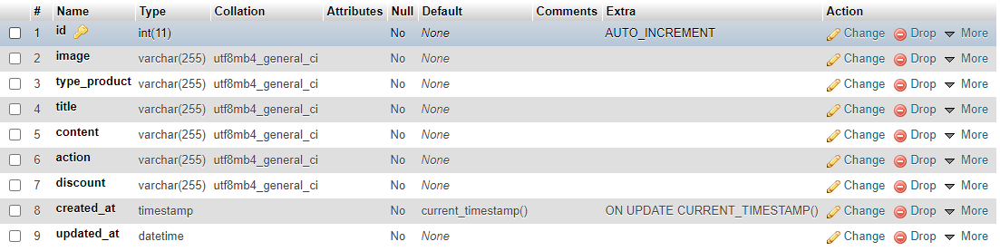 # Name Type Collation Attributes Null Default Comments Extra Action
1 id int(11) No None AUTO_INCREMENT Change Drop More
2 image varchar(255) utf8mb4_general_ci No None Change Drop More
3 type_product varchar(255) utf8mb4_general_ci No None Change Drop More
4 title varchar(255) utf8mb4_general_ci No None Change Drop More
5 content varchar(255) utf8mb4_general_ci No None Change Drop More
6 action varchar(255) utf8mb4_general_ci No None Change Drop More
7 discount varchar(255) utf8mb4_general_ci No None Change Drop More
8 created_at timestamp No current_timestamp() ON UPDATE CURRENT_TIMESTAMP() Change Drop More
9 updated_at datetime No None Change Drop More